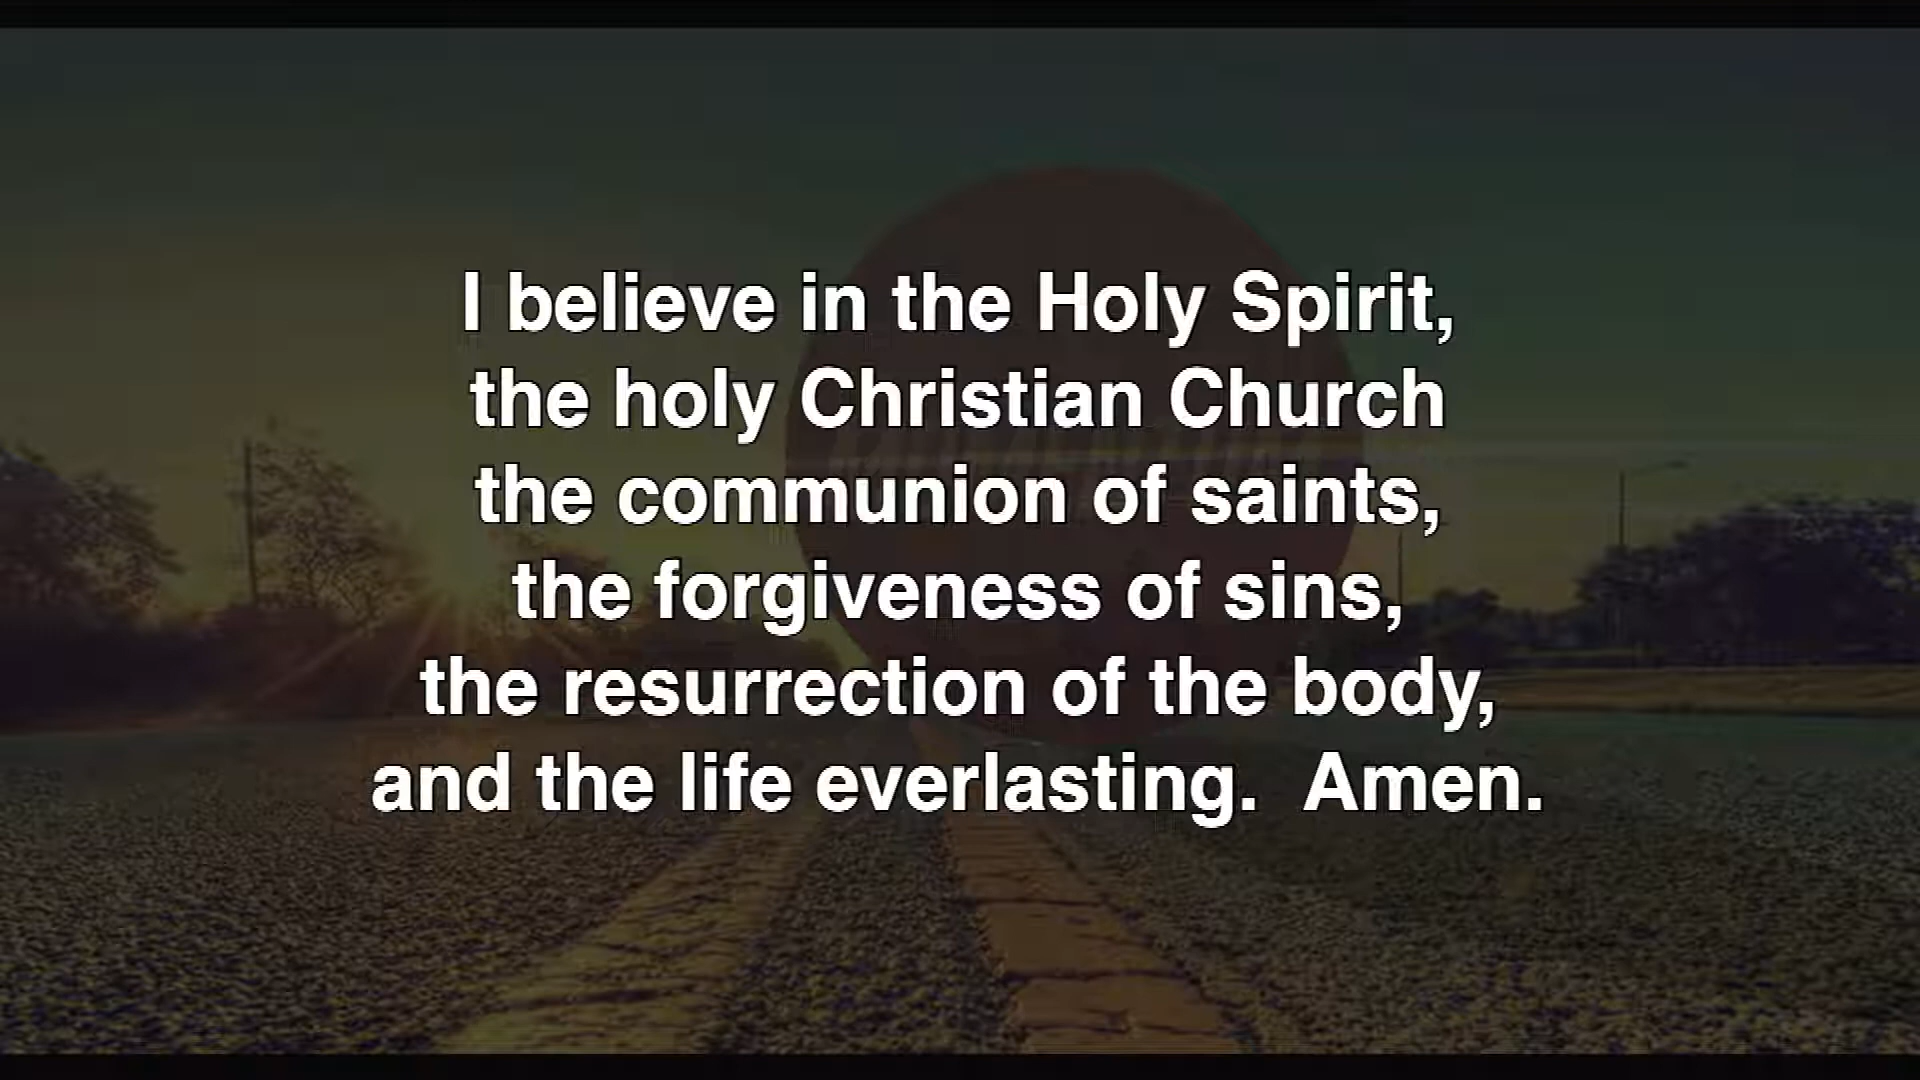 I believe in the Holy Spirit,
the holy Christian Church
the communion of saints,
the forgiveness of sins,
the resurrection of the body,
and the life everlasting.  Amen.